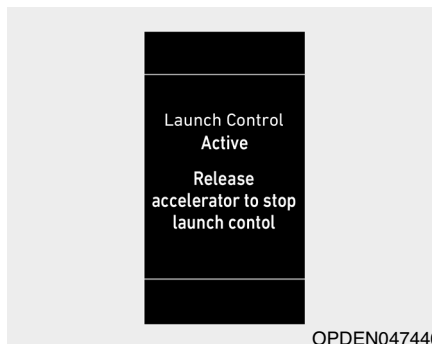 Launch Control
Active
Release
accelerator to stop
launch contol